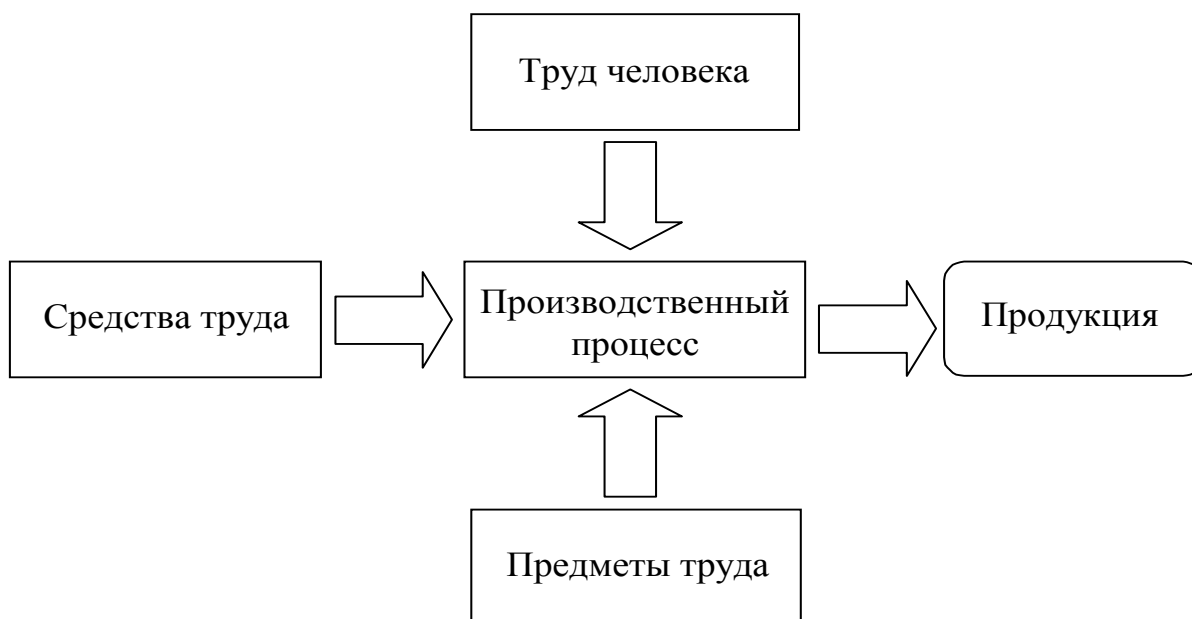 Труд человека
Средства труда
Производственный
процесс
Продукция
Предметы труда